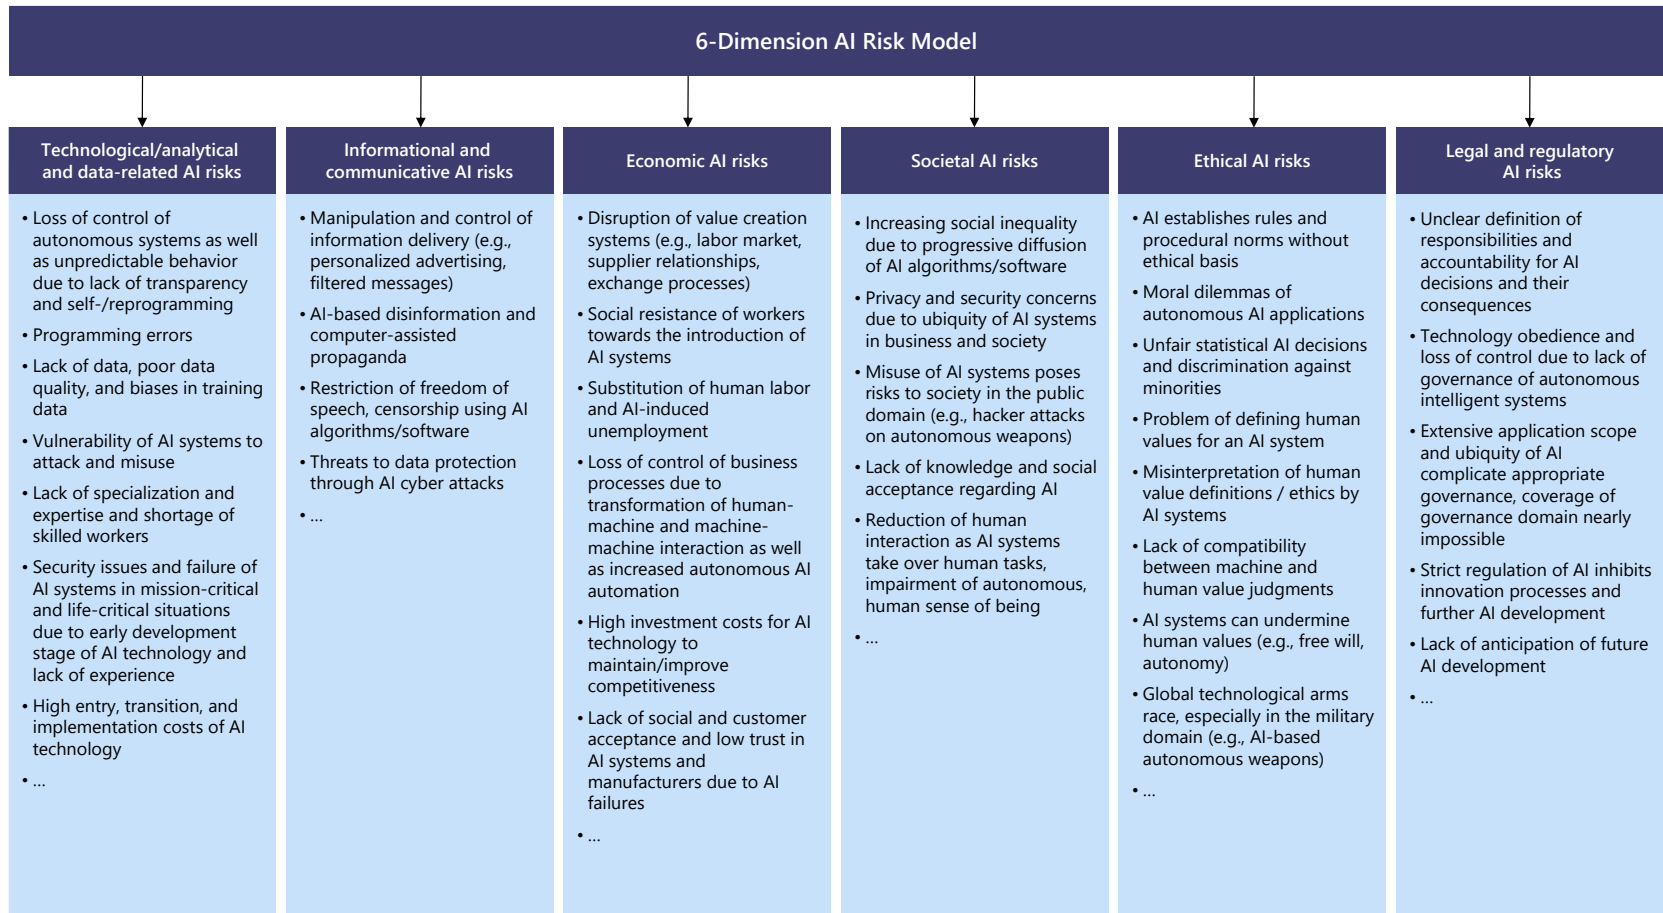 6-Dimension AI Risk Model
Technological/analytical
and data-related AI risks
• Loss of control of
autonomous systems as well
as unpredictable behavior
due to lack of transparency
and self-/reprogramming
• Programming errors
• Lack of data, poor data
quality, and biases in training
data
• Vulnerability of AI systems to
attack and misuse
• Lack of specialization and
expertise and shortage of
skilled workers
• Security issues and failure of
AI systems in mission-critical
and life-critical situations
due to early development
stage of AI technology and
lack of experience
• High entry, transition, and
implementation costs of AI
technology
• ...
Informational and
communicative AI risks
• Manipulation and control of
information delivery (e.g.,
personalized advertising,
filtered messages)
• AI-based disinformation and
computer-assisted
propaganda
• Restriction of freedom of
speech, censorship using AI
algorithms/software
• Threats to data protection
through AI cyber attacks
• ...
Economic AI risks
• Disruption of value creation
systems (e.g., labor market,
supplier relationships,
exchange processes)
• Social resistance of workers
towards the introduction of
AI systems
• Substitution of human labor
and AI-induced
unemployment
• Loss of control of business
processes due to
transformation of human-
machine and machine-
machine interaction as well
as increased autonomous AI
automation
• High investment costs for AI
technology to
maintain/improve
competitiveness
• Lack of social and customer
acceptance and low trust in
AI systems and
manufacturers due to AI
failures
• ...
Societal AI risks
• Increasing social inequality
due to progressive diffusion
of AI algorithms/software
• Privacy and security concerns
due to ubiquity of AI systems
in business and society
• Misuse of AI systems poses
risks to society in the public
domain (e.g., hacker attacks
on autonomous weapons)
• Lack of knowledge and social
acceptance regarding AI
• Reduction of human
interaction as AI systems
take over human tasks,
impairment of autonomous,
human sense of being
• ...
Ethical AI risks
• AI establishes rules and
procedural norms without
ethical basis
• Moral dilemmas of
autonomous AI applications
• Unfair statistical AI decisions
and discrimination against
minorities
• Problem of defining human
values for an AI system
• Misinterpretation of human
value definitions / ethics by
AI systems
• Lack of compatibility
between machine and
human value judgments
• AI systems can undermine
human values (e.g., free will,
autonomy)
• Global technological arms
race, especially in the military
domain (e.g., AI-based
autonomous weapons)
• ...
Legal and regulatory
AI risks
• Unclear definition of
responsibilities and
accountability for AI
decisions and their
consequences
• Technology obedience and
loss of control due to lack of
governance of autonomous
intelligent systems
• Extensive application scope
and ubiquity of AI
complicate appropriate
governance, coverage of
governance domain nearly
impossible
• Strict regulation of AI inhibits
innovation processes and
further AI development
• Lack of anticipation of future
AI development
• ...